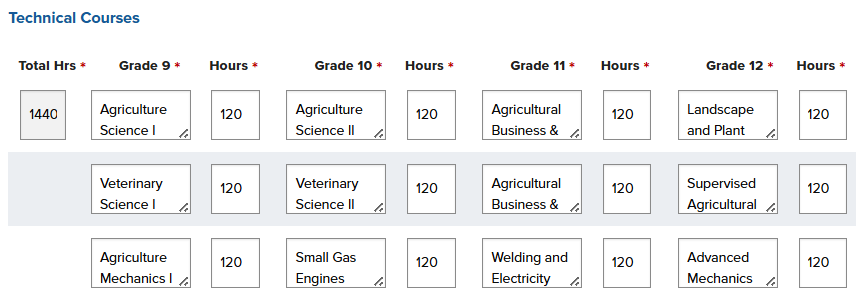 Technical Courses
Total Hrs * Grade 9 * Hours * Grade 10 * Hours * Grade 11 * Hours * Grade 12 * Hours *
1440 Agriculture Science I 120 Agriculture Science II 120 Agricultural Business & 120 Landscape and Plant 120
Veterinary Science I 120 Veterinary Science II 120 Agricultural Business & 120 Supervised Agricultural 120
Agriculture Mechanics I 120 Small Gas Engines 120 Welding and Electricity 120 Advanced Mechanics 120